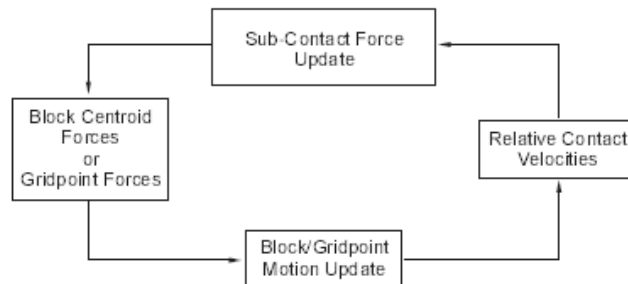 Sub-Contact Force
Update
Block Centroid
Forces
or
Gridpoint Forces
Relative Contact
Velocities
Block/Gridpoint
Motion Update